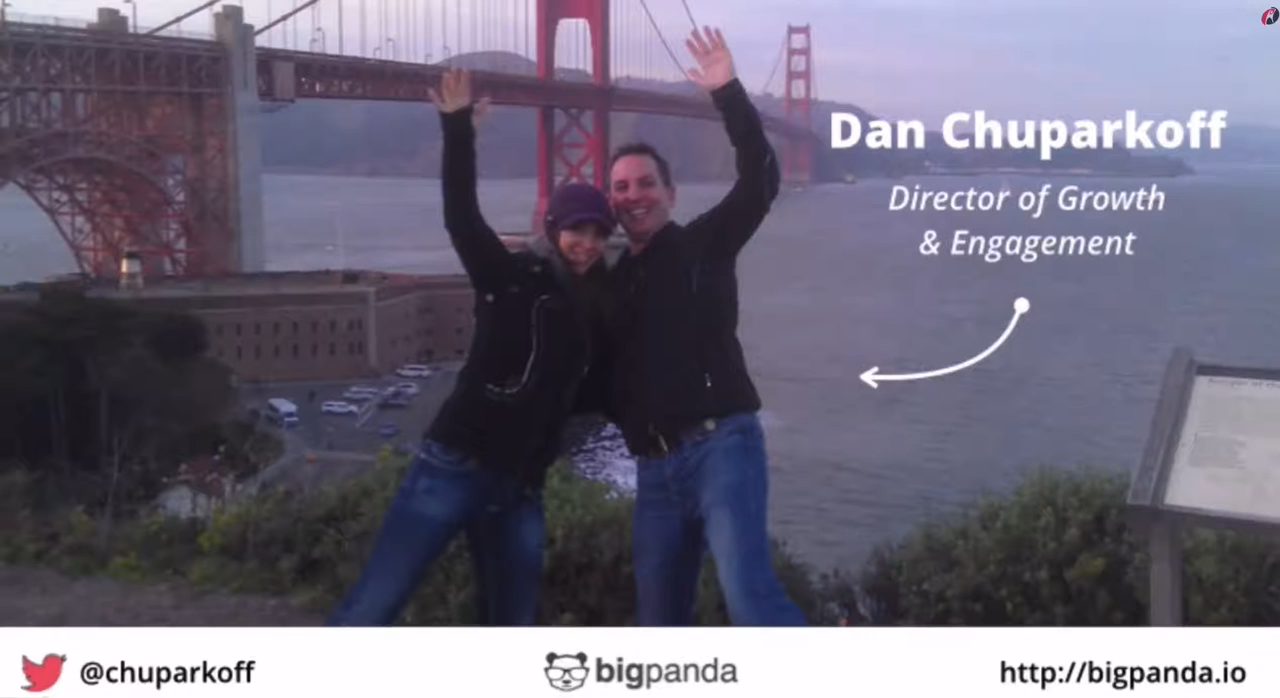 Dan Chuparkoff
Director of Growth
& Engagement
@chuparkoff
bigpanda
http://bigpanda.io